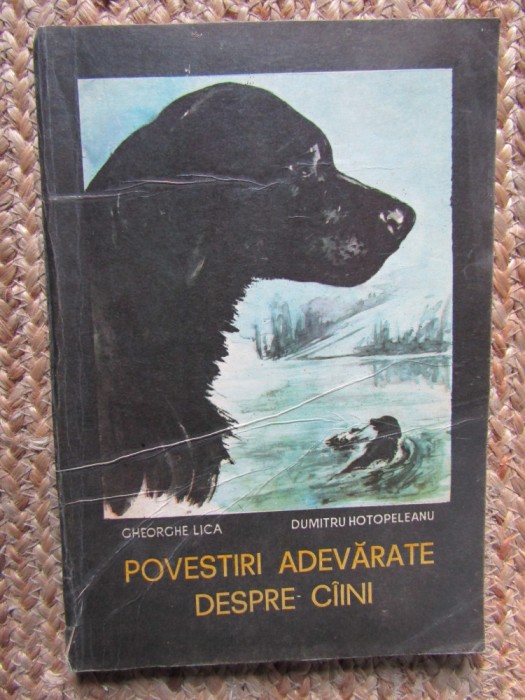 GHEORGHE LICA
DUMITRU HOTOPELEANU
POVESTIRI ADEVĂRATE
DESPRE CÎINI